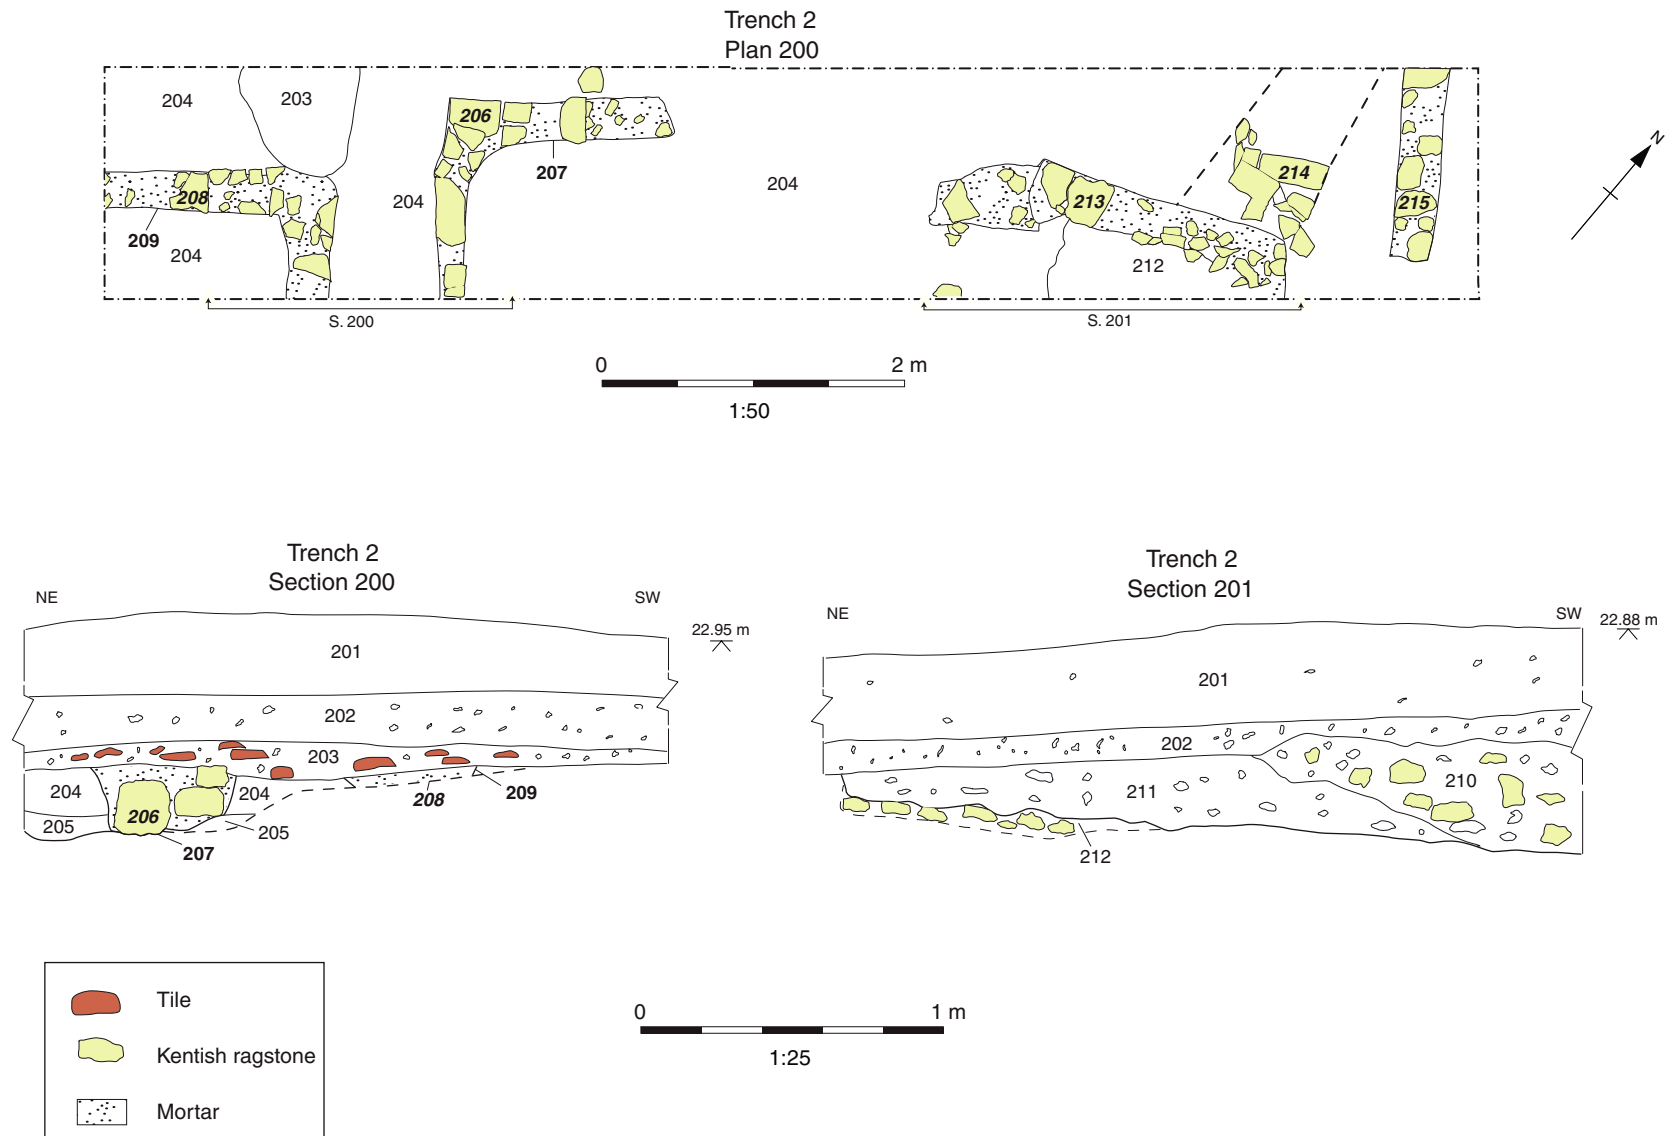 Trench 2
Plan 200
204
203
206
207
208
209
204
204
204
213
212
214
215
N
S. 200
S. 201
0 2 m
1:50
Trench 2
Section 200
NE SW
22.95 m
201
202
203
204
204
205
205
206
207
208
209
Trench 2
Section 201
NE SW
22.88 m
201
202
210
211
212
Tile
Kentish ragstone
Mortar
0 1 m
1:25